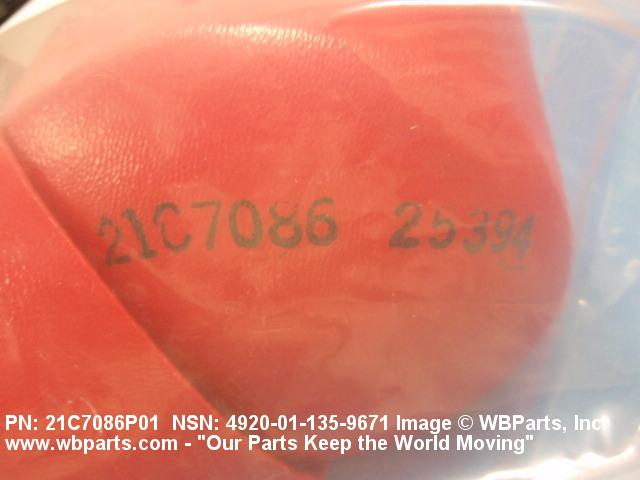 21C7086 25394
PN: 21C7086P01 NSN: 4920-01-135-9671 Image © WBParts, Inc.
www.wbparts.com - "Our Parts Keep the World Moving"